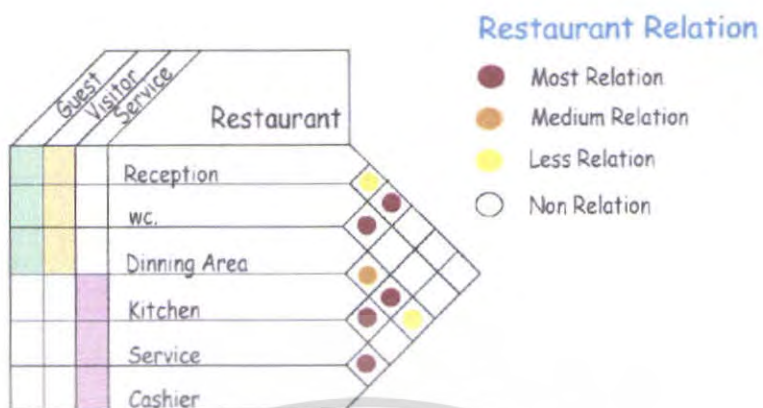 Restaurant Relation
Most Relation
Medium Relation
Less Relation
Non Relation
Guest
Visitor
Service
Restaurant
Reception
wc.
Dinning Area
Kitchen
Service
Cashier